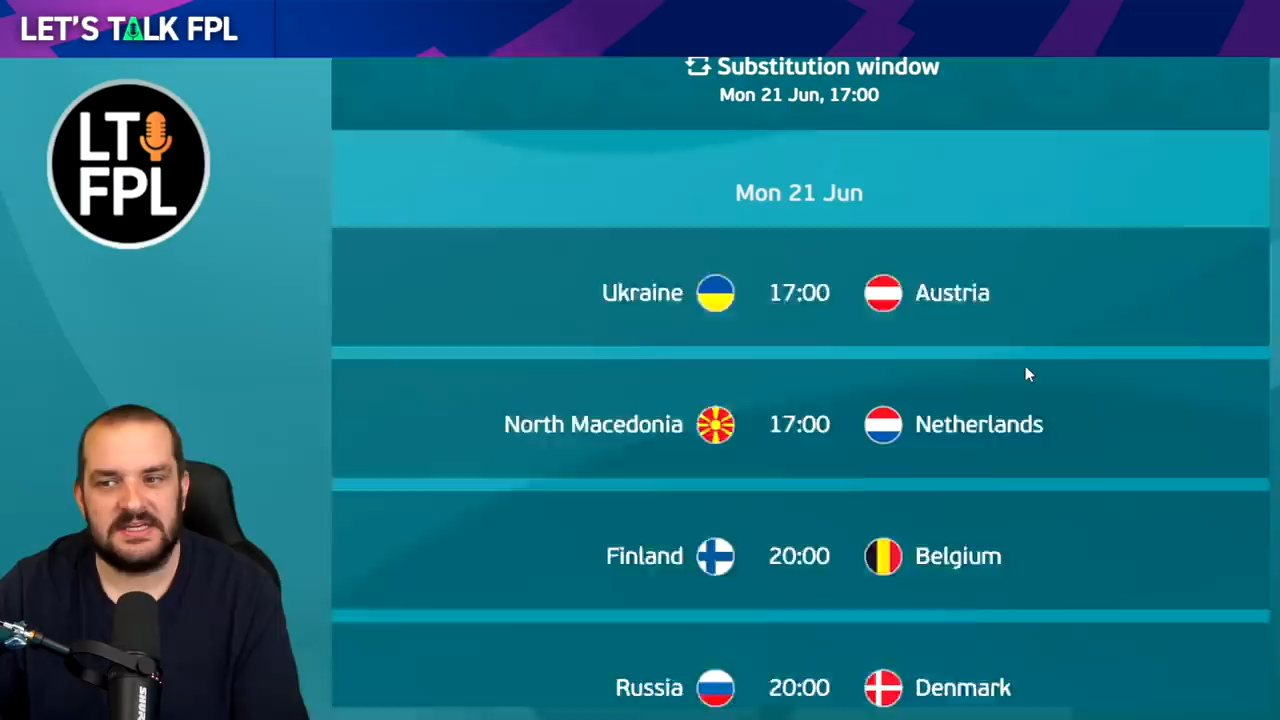 LET'S TALK FPL
LT
FPL
Substitution window
Mon 21 Jun, 17:00
Mon 21 Jun
Ukraine 17:00 Austria
North Macedonia 17:00 Netherlands
Finland 20:00 Belgium
Russia 20:00 Denmark
SHURE